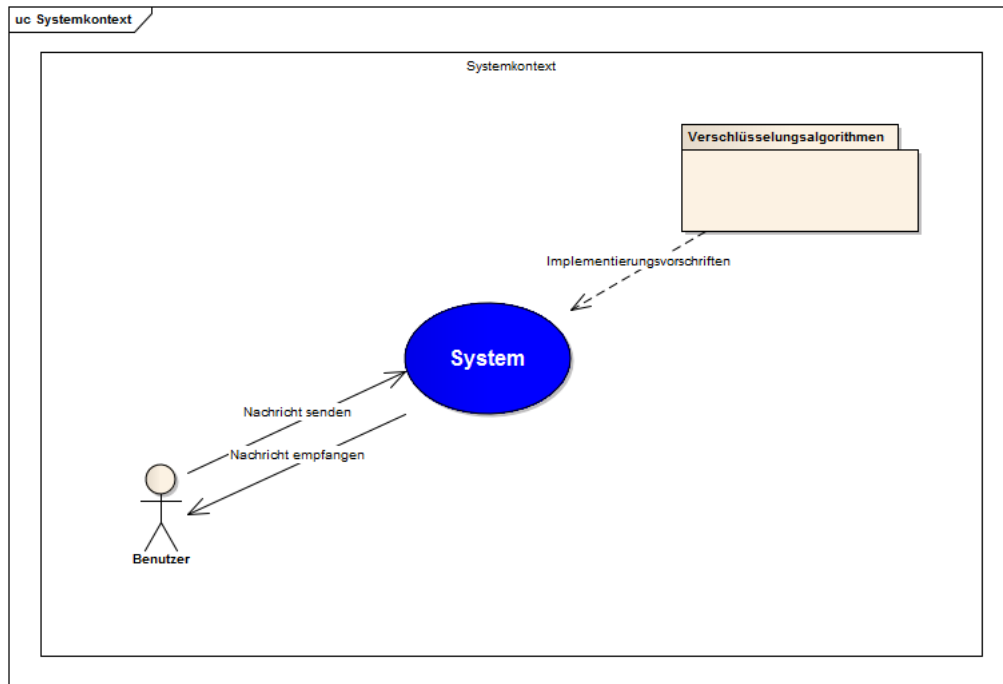 uc Systemkontext
Systemkontext
Verschlüsselungsalgorithmen
Implementierungsvorschriften
System
Nachricht senden
Nachricht empfangen
Benutzer